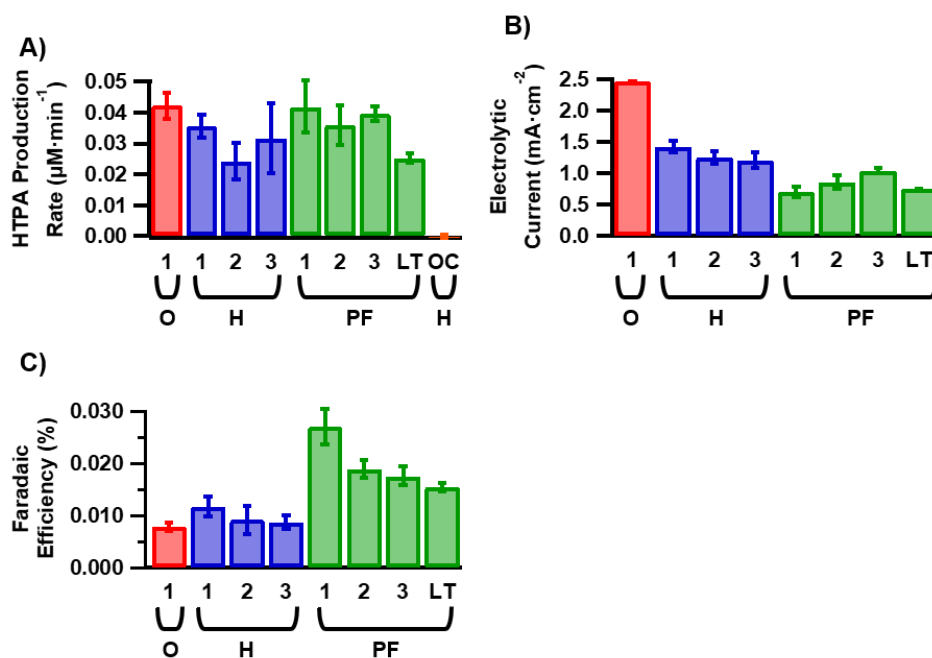 A)
HTPA Production
Rate (µM·min⁻¹)
0.05
0.04
0.03
0.02
0.01
0.00
1 1 2 3 1 2 3 LT OC
O H PF H
B)
Electrolytic
Current (mA·cm⁻²)
2.5
2.0
1.5
1.0
0.5
0.0
1 1 2 3 1 2 3 LT
O H PF
C)
Faradaic
Efficiency (%)
0.030
0.020
0.010
0.000
1 1 2 3 1 2 3 LT
O H PF